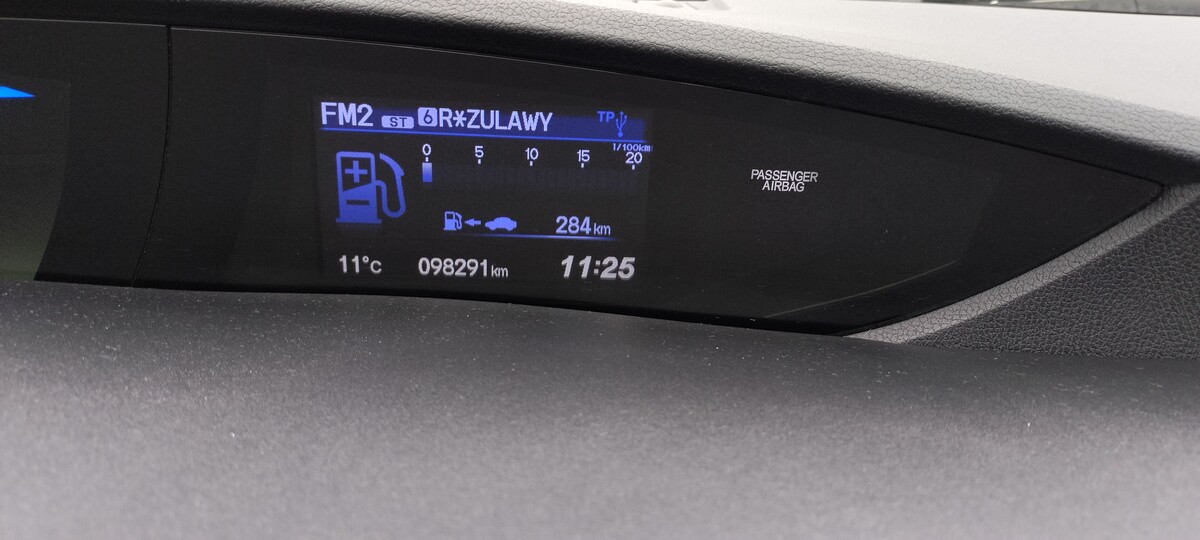 FM2 ST 6 R*ZULAWY TP
l/100km
0 5 10 15 20
284 km
11°C 098291 km 11:25
PASSENGER
AIRBAG